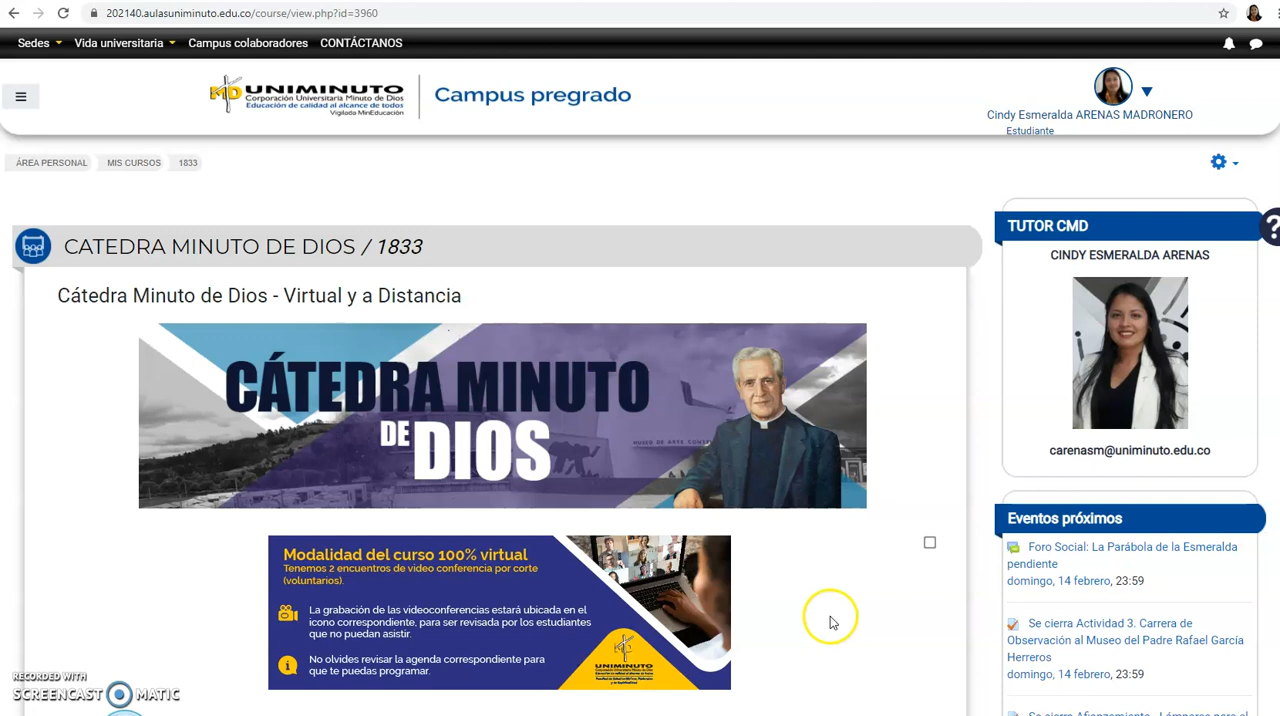 202140.aulasuniminuto.edu.co/course/view.php?id=3960
Sedes Vida universitaria Campus colaboradores CONTÁCTANOS
UNIMINUTO
Corporación Universitaria Minuto de Dios
Educación de calidad al alcance de todos
Vigilada MinEducación
Campus pregrado
Cindy Esmeralda ARENAS MADRONERO
Estudiante
ÁREA PERSONAL MIS CURSOS 1833
CATEDRA MINUTO DE DIOS / 1833
Cátedra Minuto de Dios - Virtual y a Distancia
CÁTEDRA MINUTO
DE DIOS
Modalidad del curso 100% virtual
Tenemos 2 encuentros de video conferencia por corte
(voluntarios).
La grabación de las videoconferencias estará ubicada en el
icono correspondiente, para ser revisada por los estudiantes
que no puedan asistir.
No olvides revisar la agenda correspondiente para
que te puedas programar.
UNIMINUTO
TUTOR CMD
CINDY ESMERALDA ARENAS
carenasm@uniminuto.edu.co
Eventos próximos
Foro Social: La Parábola de la Esmeralda
pendiente
domingo, 14 febrero, 23:59
Se cierra Actividad 3. Carrera de
Observación al Museo del Padre Rafael García
Herreros
domingo, 14 febrero, 23:59
?
RECORDED WITH
SCREENCAST MATIC